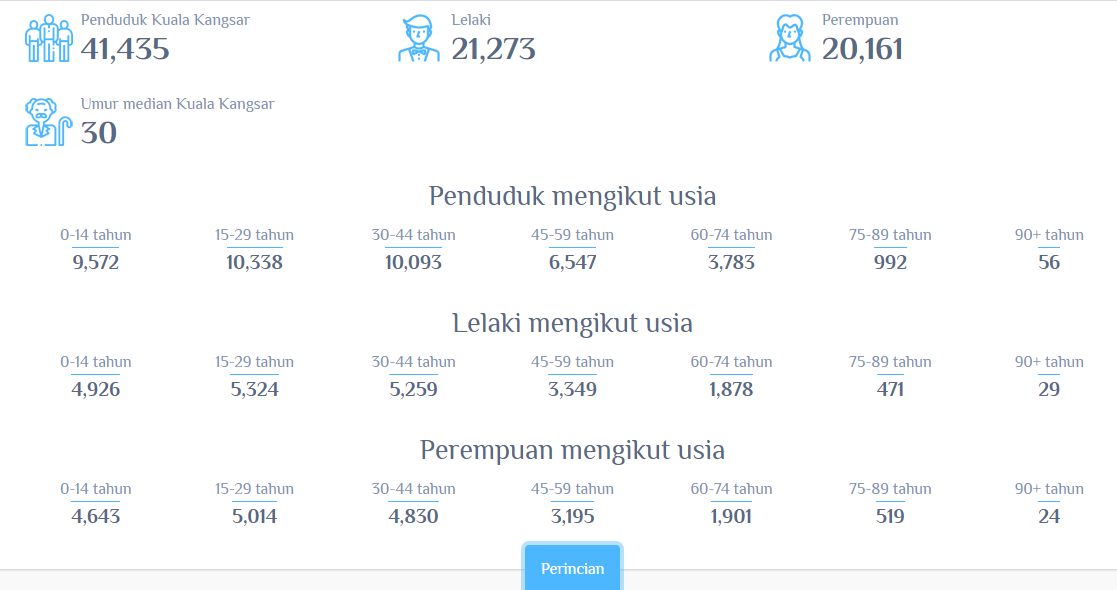 Penduduk Kuala Kangsar
41,435
Lelaki
21,273
Perempuan
20,161
Umur median Kuala Kangsar
30
Penduduk mengikut usia
0-14 tahun 15-29 tahun 30-44 tahun 45-59 tahun 60-74 tahun 75-89 tahun 90+ tahun
9,572 10,338 10,093 6,547 3,783 992 56
Lelaki mengikut usia
0-14 tahun 15-29 tahun 30-44 tahun 45-59 tahun 60-74 tahun 75-89 tahun 90+ tahun
4,926 5,324 5,259 3,349 1,878 471 29
Perempuan mengikut usia
0-14 tahun 15-29 tahun 30-44 tahun 45-59 tahun 60-74 tahun 75-89 tahun 90+ tahun
4,643 5,014 4,830 3,195 1,901 519 24
Perincian